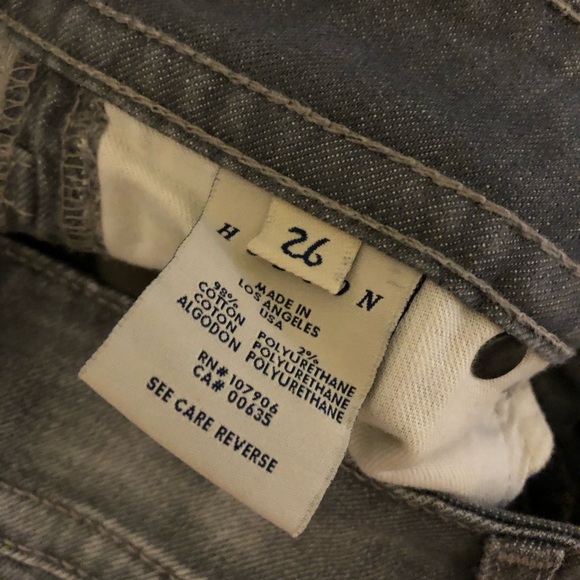 26
HUDSON
MADE IN
LOS ANGELES
USA
98% 2%
COTTON POLYURETHANE
COTON POLYURETHANE
ALGODON POLYURETHANE
RN# 107906
CA# 00635
SEE CARE REVERSE